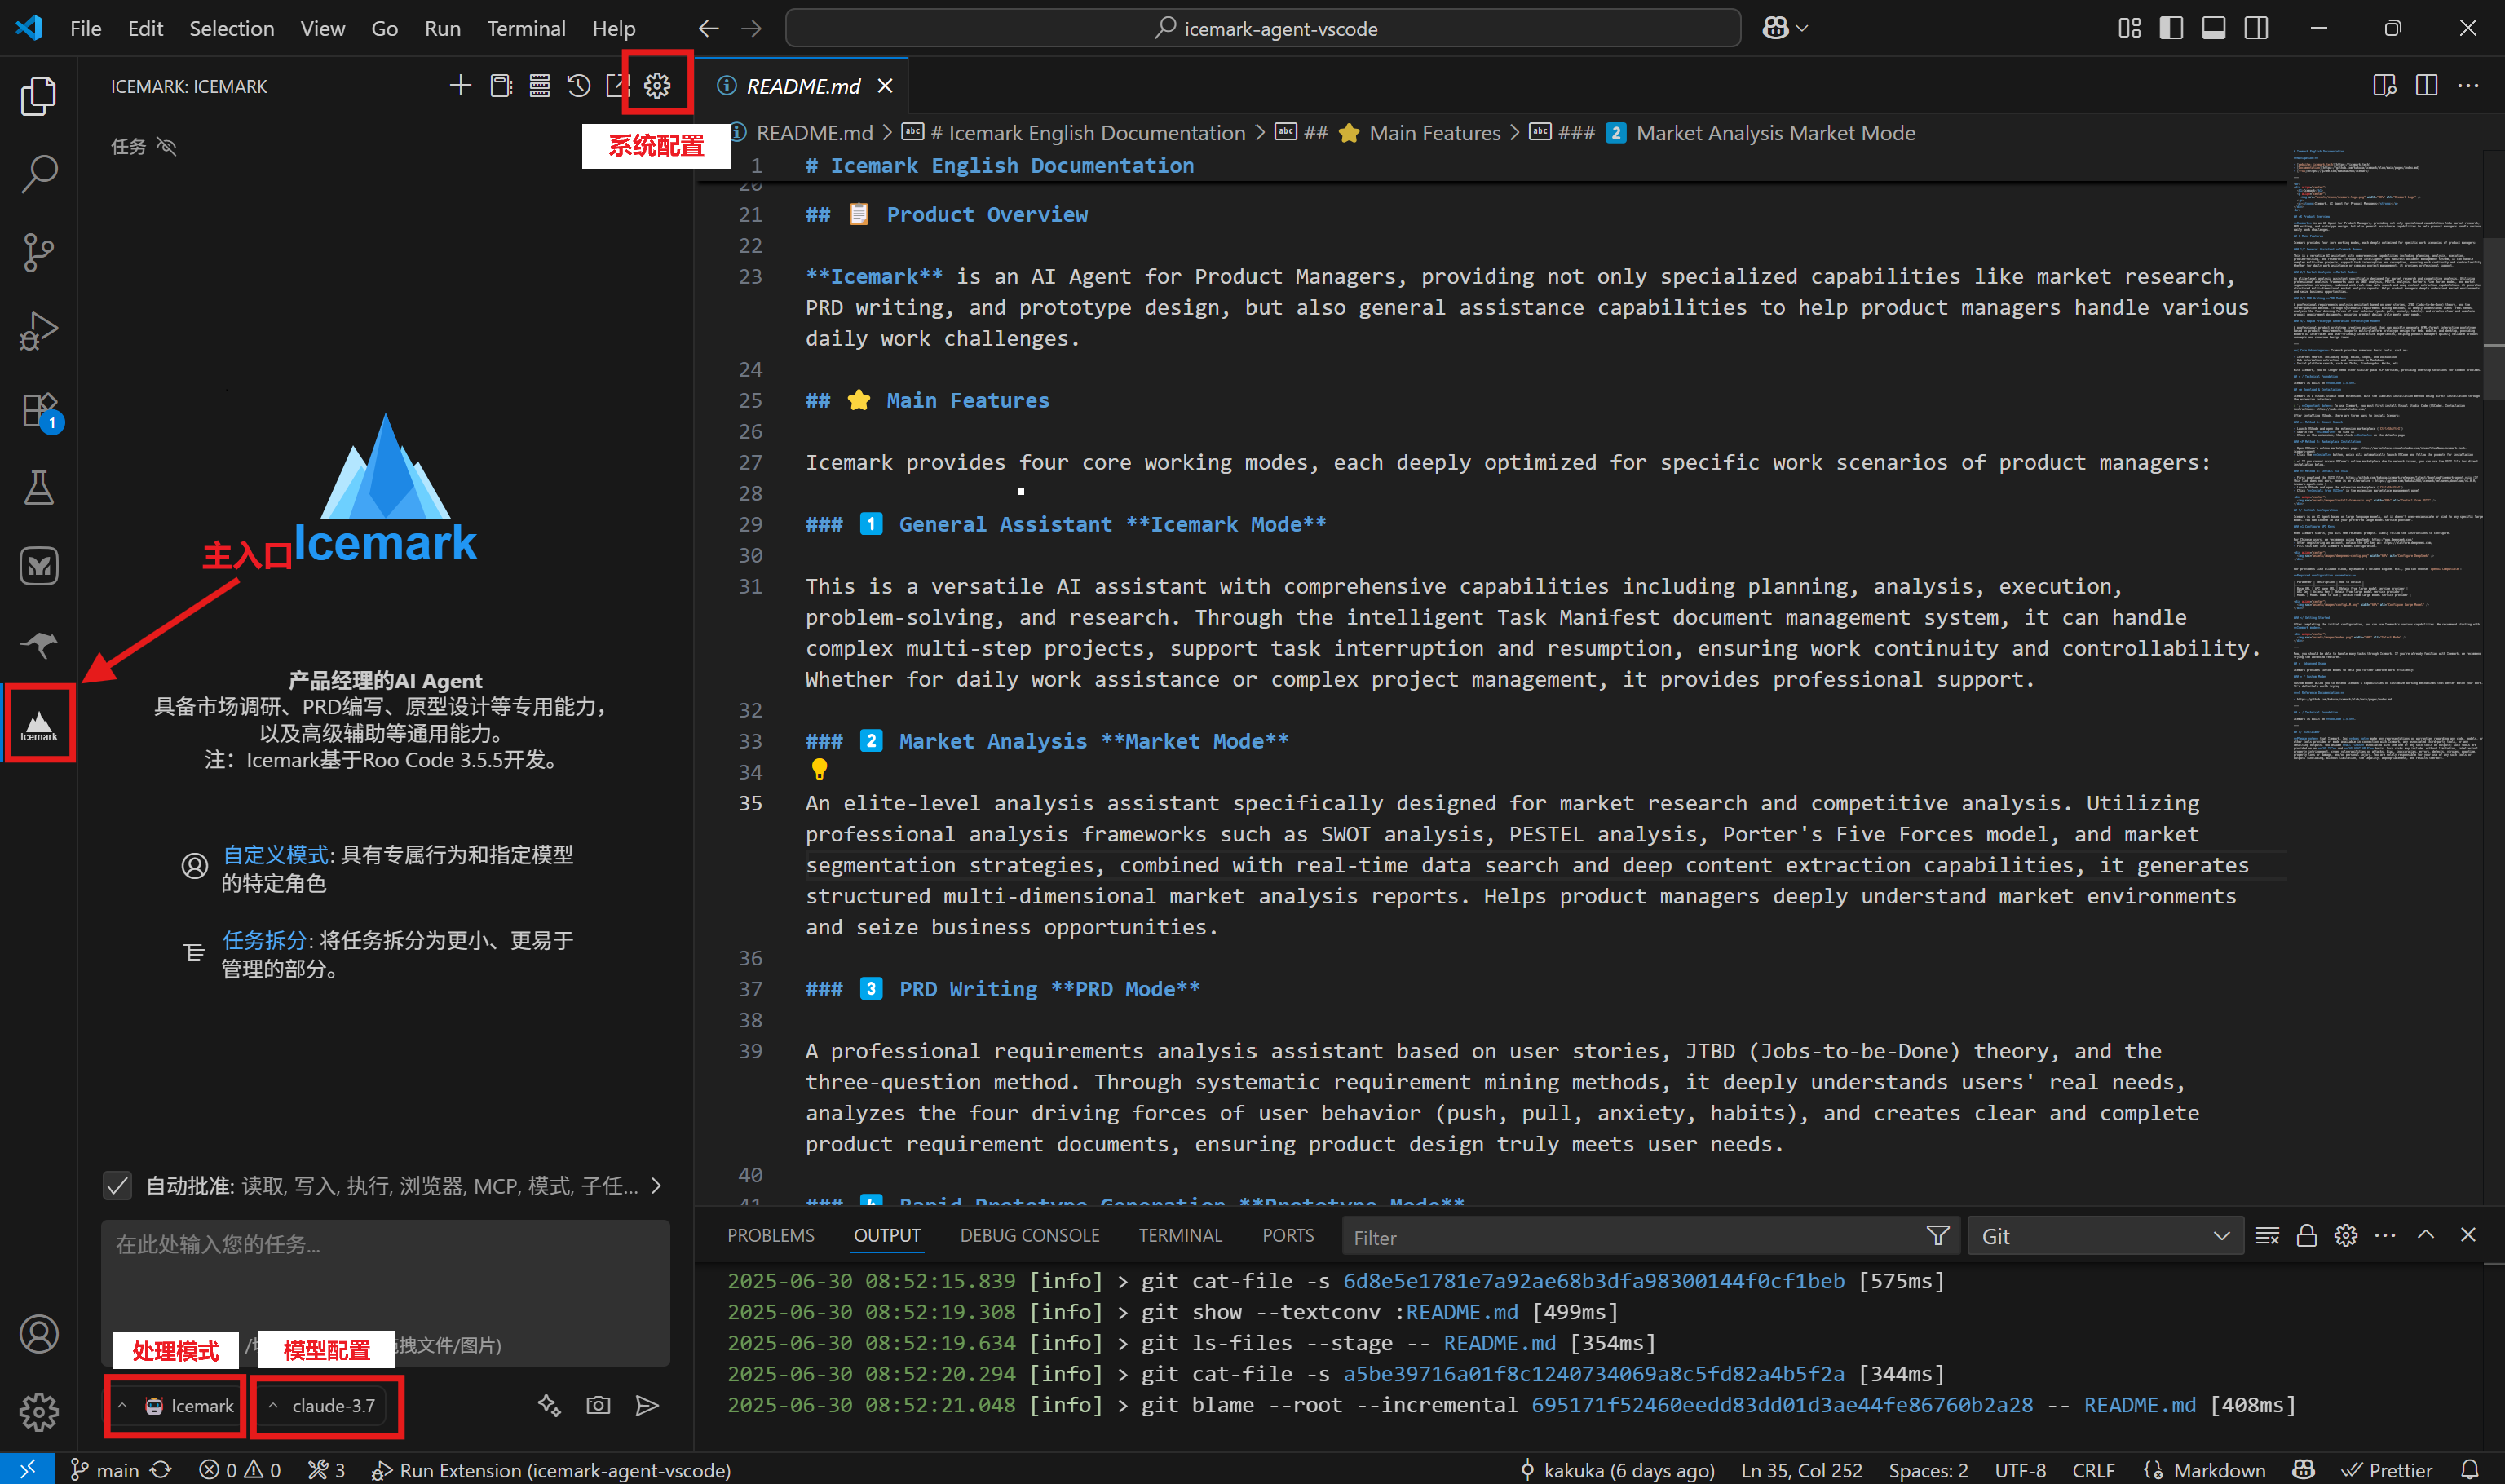 File Edit Selection View Go Run Terminal Help
icemark-agent-vscode
ICEMARK: ICEMARK
README.md
系统配置
README.md > # Icemark English Documentation > ## ⭐ Main Features > ### 2️⃣ Market Analysis Market Mode
任务
1 # Icemark English Documentation
20
21 ## 📋 Product Overview
22
23 **Icemark** is an AI Agent for Product Managers, providing not only specialized capabilities like market research,
PRD writing, and prototype design, but also general assistance capabilities to help product managers handle various
daily work challenges.
24
25 ## ⭐ Main Features
26
27 Icemark provides four core working modes, each deeply optimized for specific work scenarios of product managers:
28
29 ### 1️⃣ General Assistant **Icemark Mode**
30
31 This is a versatile AI assistant with comprehensive capabilities including planning, analysis, execution,
problem-solving, and research. Through the intelligent Task Manifest document management system, it can handle
complex multi-step projects, support task interruption and resumption, ensuring work continuity and controllability.
Whether for daily work assistance or complex project management, it provides professional support.
32
33 ### 2️⃣ Market Analysis **Market Mode**
34
35 An elite-level analysis assistant specifically designed for market research and competitive analysis. Utilizing
professional analysis frameworks such as SWOT analysis, PESTEL analysis, Porter's Five Forces model, and market
segmentation strategies, combined with real-time data search and deep content extraction capabilities, it generates
structured multi-dimensional market analysis reports. Helps product managers deeply understand market environments
and seize business opportunities.
36
37 ### 3️⃣ PRD Writing **PRD Mode**
38
39 A professional requirements analysis assistant based on user stories, JTBD (Jobs-to-be-Done) theory, and the
three-question method. Through systematic requirement mining methods, it deeply understands users' real needs,
analyzes the four driving forces of user behavior (push, pull, anxiety, habits), and creates clear and complete
product requirement documents, ensuring product design truly meets user needs.
40
41 ### 4️⃣ Rapid Prototype Generation **Prototype Mode**
1
主入口
Icemark
Icemark
产品经理的AI Agent
具备市场调研、PRD编写、原型设计等专用能力，
以及高级辅助等通用能力。
注：Icemark基于Roo Code 3.5.5开发。
自定义模式: 具有专属行为和指定模型
的特定角色
任务拆分: 将任务拆分为更小、更易于
管理的部分。
自动批准: 读取, 写入, 执行, 浏览器, MCP, 模式, 子任...
在此处输入您的任务...
处理模式
模型配置
拽文件/图片)
Icemark
claude-3.7
PROBLEMS OUTPUT DEBUG CONSOLE TERMINAL PORTS Filter Git
2025-06-30 08:52:15.839 [info] > git cat-file -s 6d8e5e1781e7a92ae68b3dfa98300144f0cf1beb [575ms]
2025-06-30 08:52:19.308 [info] > git show --textconv :README.md [499ms]
2025-06-30 08:52:19.634 [info] > git ls-files --stage -- README.md [354ms]
2025-06-30 08:52:20.294 [info] > git cat-file -s a5be39716a01f8c1240734069a8c5fd82a4b5f2a [344ms]
2025-06-30 08:52:21.048 [info] > git blame --root --incremental 695171f52460eedd83dd01d3ae44fe86760b2a28 -- README.md [408ms]
main 0 0 3 Run Extension (icemark-agent-vscode) kakuka (6 days ago) Ln 35, Col 252 Spaces: 2 UTF-8 CRLF Markdown Prettier